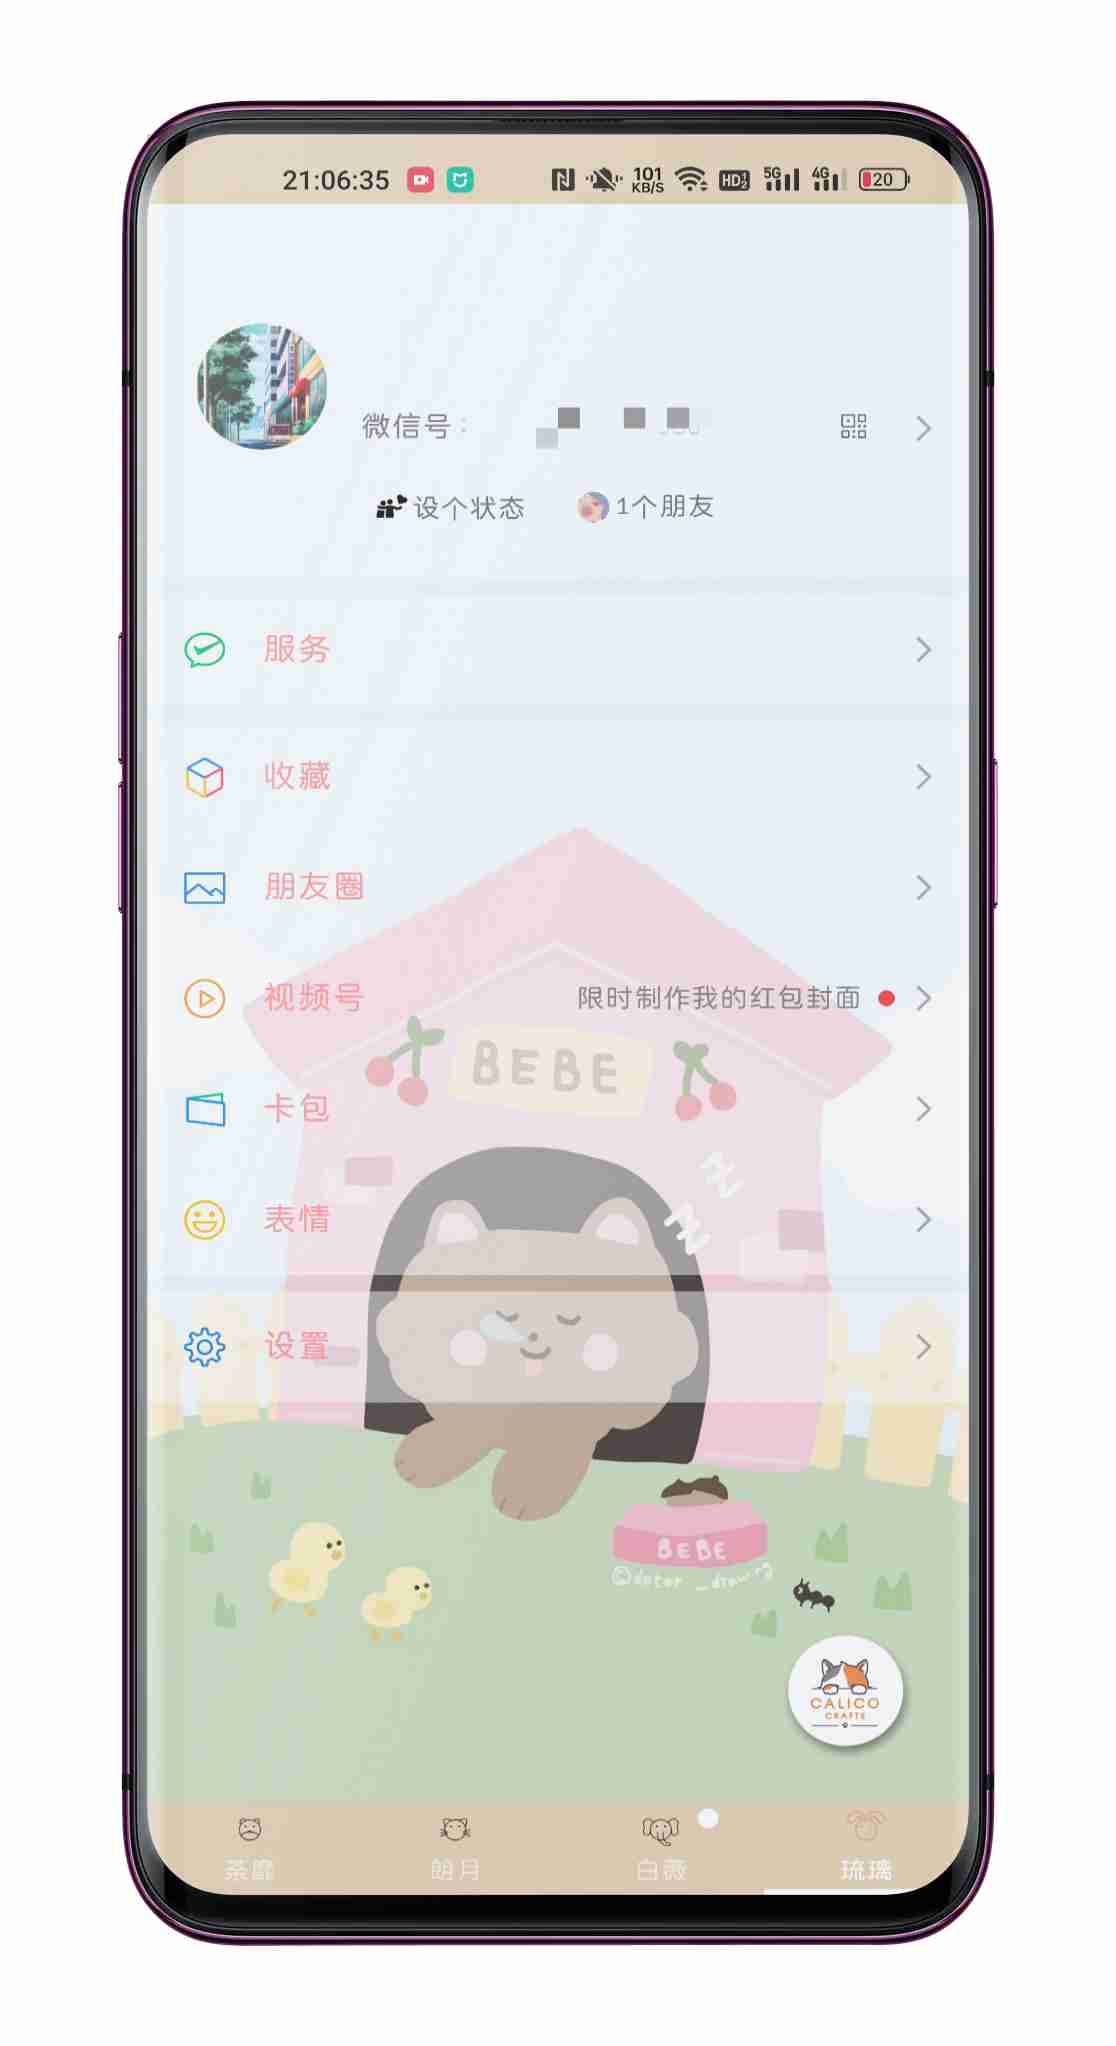 21:06:35
101
KB/S
HD 1 2
5G
4G
20
微信号：
设个状态
1个朋友
服务
收藏
朋友圈
视频号
限时制作我的红包封面
卡包
表情
设置
BEBE
Z
Z
BEBE
CALICO
CRAFTS
茶靡
朗月
白薇
琉璃